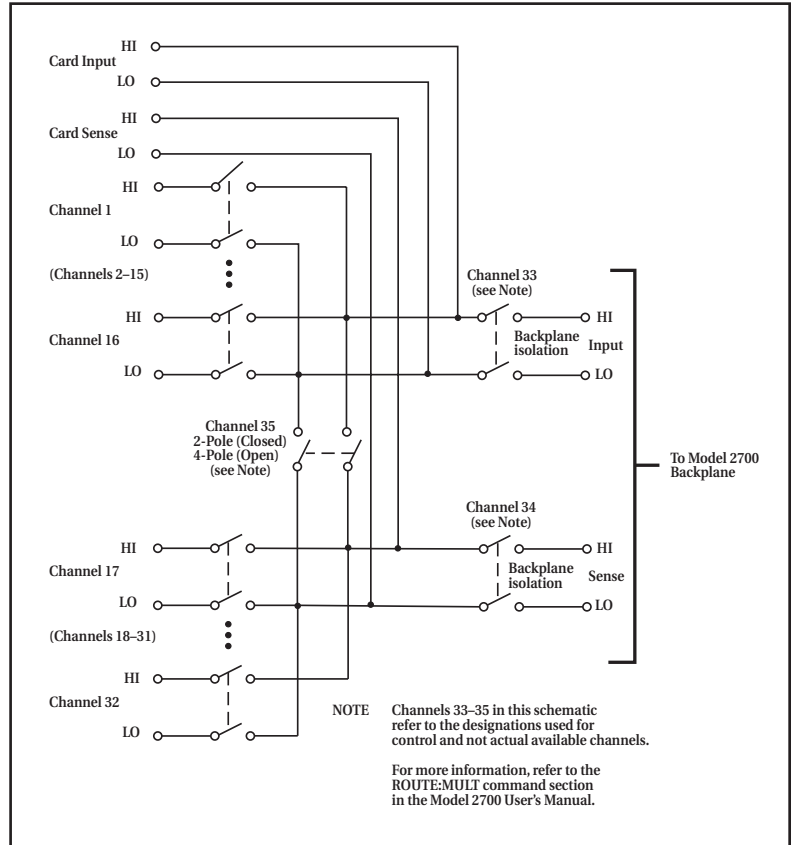 HI
Card Input
LO
HI
Card Sense
LO
HI
Channel 1
LO
(Channels 2–15)
Channel 33
(see Note)
HI
HI
Channel 16
Backplane
isolation
Input
LO
LO
Channel 35
2-Pole (Closed)
4-Pole (Open)
(see Note)
To Model 2700
Backplane
Channel 34
(see Note)
HI
HI
Channel 17
Backplane
isolation
Sense
LO
LO
(Channels 18–31)
HI
Channel 32
LO
NOTE Channels 33–35 in this schematic
refer to the designations used for
control and not actual available channels.
For more information, refer to the
ROUTE:MULT command section
in the Model 2700 User's Manual.